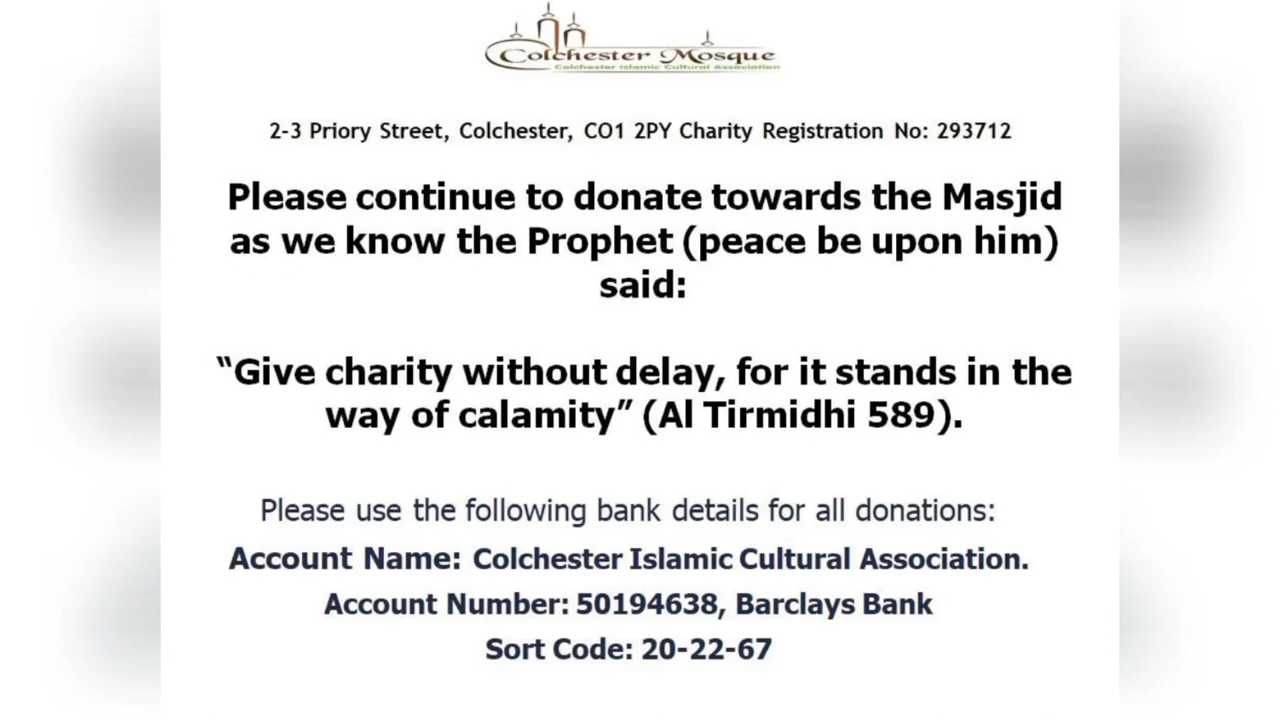 Colchester Mosque
Colchester Islamic Cultural Association
2-3 Priory Street, Colchester, CO1 2PY Charity Registration No: 293712
Please continue to donate towards the Masjid
as we know the Prophet (peace be upon him)
said:
“Give charity without delay, for it stands in the
way of calamity” (Al Tirmidhi 589).
Please use the following bank details for all donations:
Account Name: Colchester Islamic Cultural Association.
Account Number: 50194638, Barclays Bank
Sort Code: 20-22-67